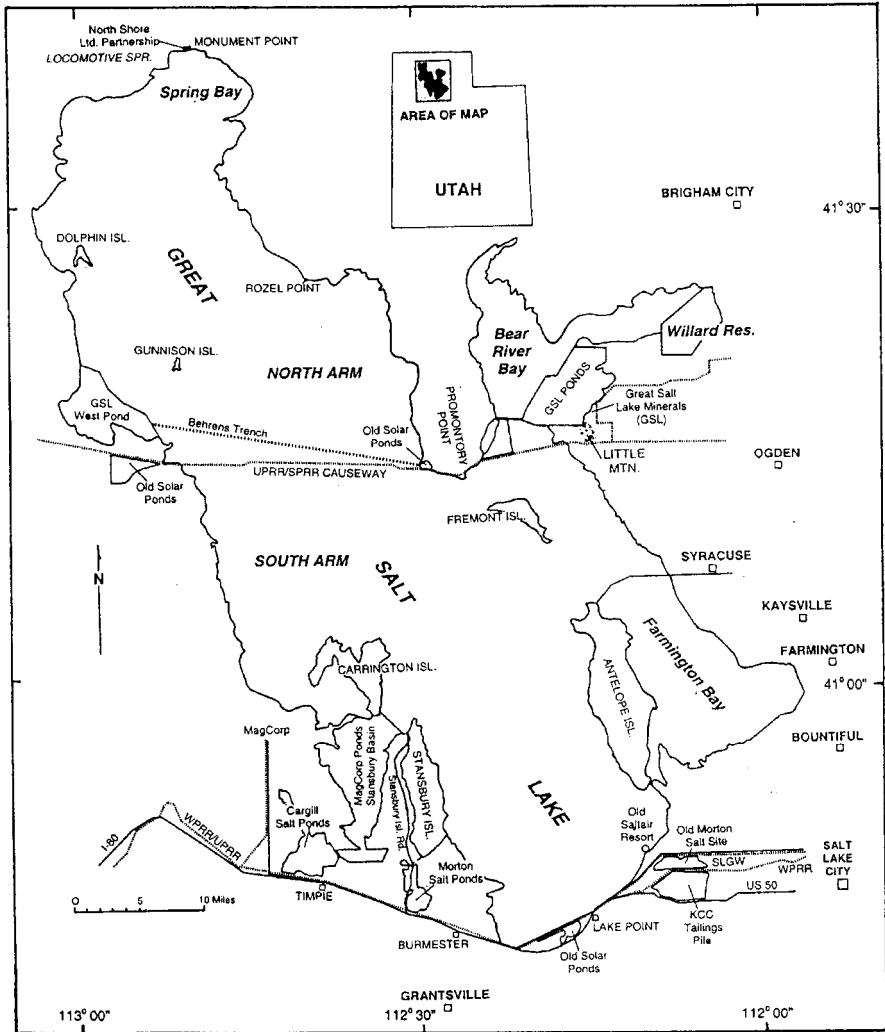 North Shore
Ltd. Partnership
MONUMENT POINT
LOCOMOTIVE SPR.
Spring Bay
AREA OF MAP
UTAH
BRIGHAM CITY
41° 30"
DOLPHIN ISL.
GREAT
ROZEL POINT
Bear
River
Bay
Willard Res.
GUNNISON ISL.
NORTH ARM
PROMONTORY
POINT
GSL PONDS
Great Salt
Lake Minerals
(GSL)
GSL
West Pond
Behrens Trench
Old Solar
Ponds
LITTLE
MTN.
OGDEN
UPRR/SPRR CAUSEWAY
Old Solar
Ponds
FREMONT ISL.
SOUTH ARM
SALT
N
SYRACUSE
KAYSVILLE
Farmington Bay
FARMINGTON
CARRINGTON ISL.
ANTELOPE ISL.
41° 00"
MagCorp
MagCorp Ponds
Stansbury Basin
Stansbury Isl. Rd.
STANSBURY ISL.
BOUNTIFUL
LAKE
Cargill
Salt Ponds
WPRR/UPRR
I-80
Old
Saltair
Resort
Old Morton
Salt Site
SLGW
WPRR
SALT
LAKE
CITY
US 50
Morton
Salt Ponds
0 5 10 Miles
TIMPIE
KCC
Tailings
Pile
LAKE POINT
BURMESTER
Old Solar
Ponds
GRANTSVILLE
113° 00"
112° 30"
112° 00"